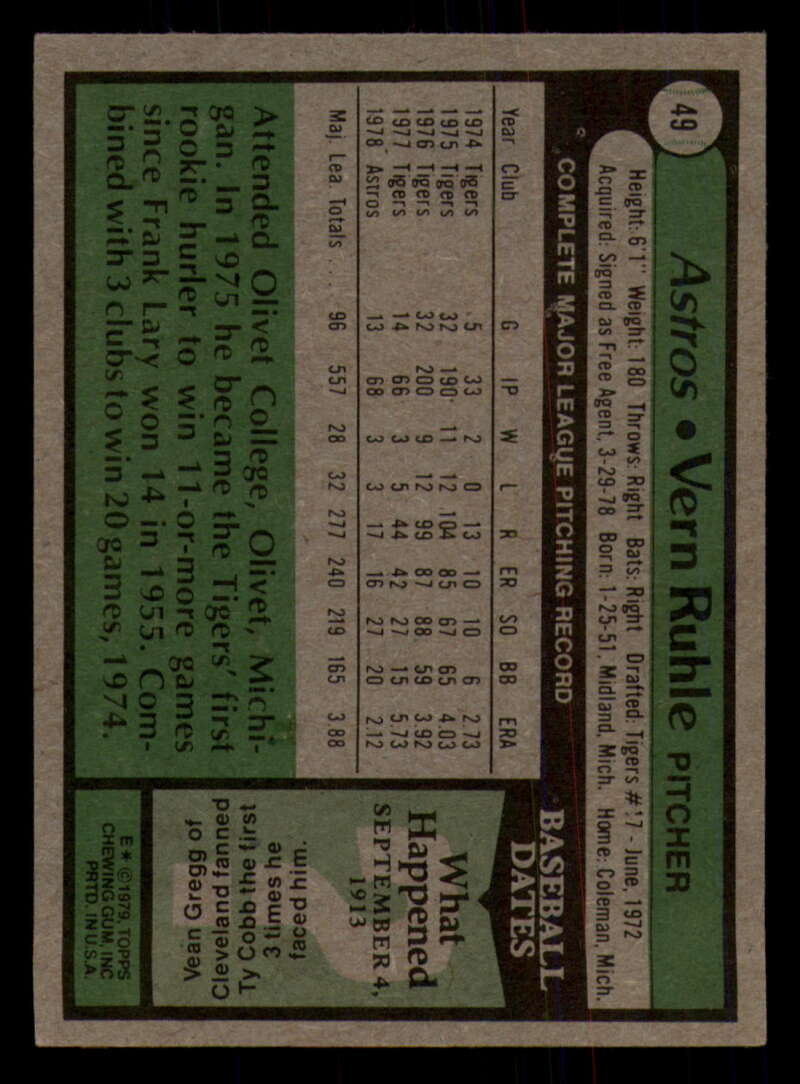 49
Astros • Vern Ruhle PITCHER
Height: 6'1" Weight: 180 Throws: Right Bats: Right Drafted: Tigers #17 - June, 1972
Acquired: Signed as Free Agent, 3-29-78 Born: 1-25-51, Midland, Mich. Home: Coleman, Mich.
COMPLETE MAJOR LEAGUE PITCHING RECORD
Year Club G IP W L R ER SO BB ERA
1974 Tigers 5 33 2 0 13 10 10 6 2.73
1975 Tigers 32 190 11 12 104 85 67 65 4.03
1976 Tigers 32 200 9 12 99 87 88 59 3.92
1977 Tigers 14 66 3 5 44 42 27 15 5.73
1978 Astros 13 68 3 3 17 16 27 20 2.12
Maj. Lea. Totals . . . 96 557 28 32 277 240 219 165 3.88
Attended Olivet College, Olivet, Michi-
gan. In 1975 he became the Tigers' first
rookie hurler to win 11-or-more games
since Frank Lary won 14 in 1955. Com-
bined with 3 clubs to win 20 games, 1974.
BASEBALL
DATES
What
Happened
SEPTEMBER 4,
1913
Vean Gregg of
Cleveland fanned
Ty Cobb the first
3 times he
faced him.
E* ©1979, TOPPS
CHEWING GUM, INC
PRTD. IN U.S.A.